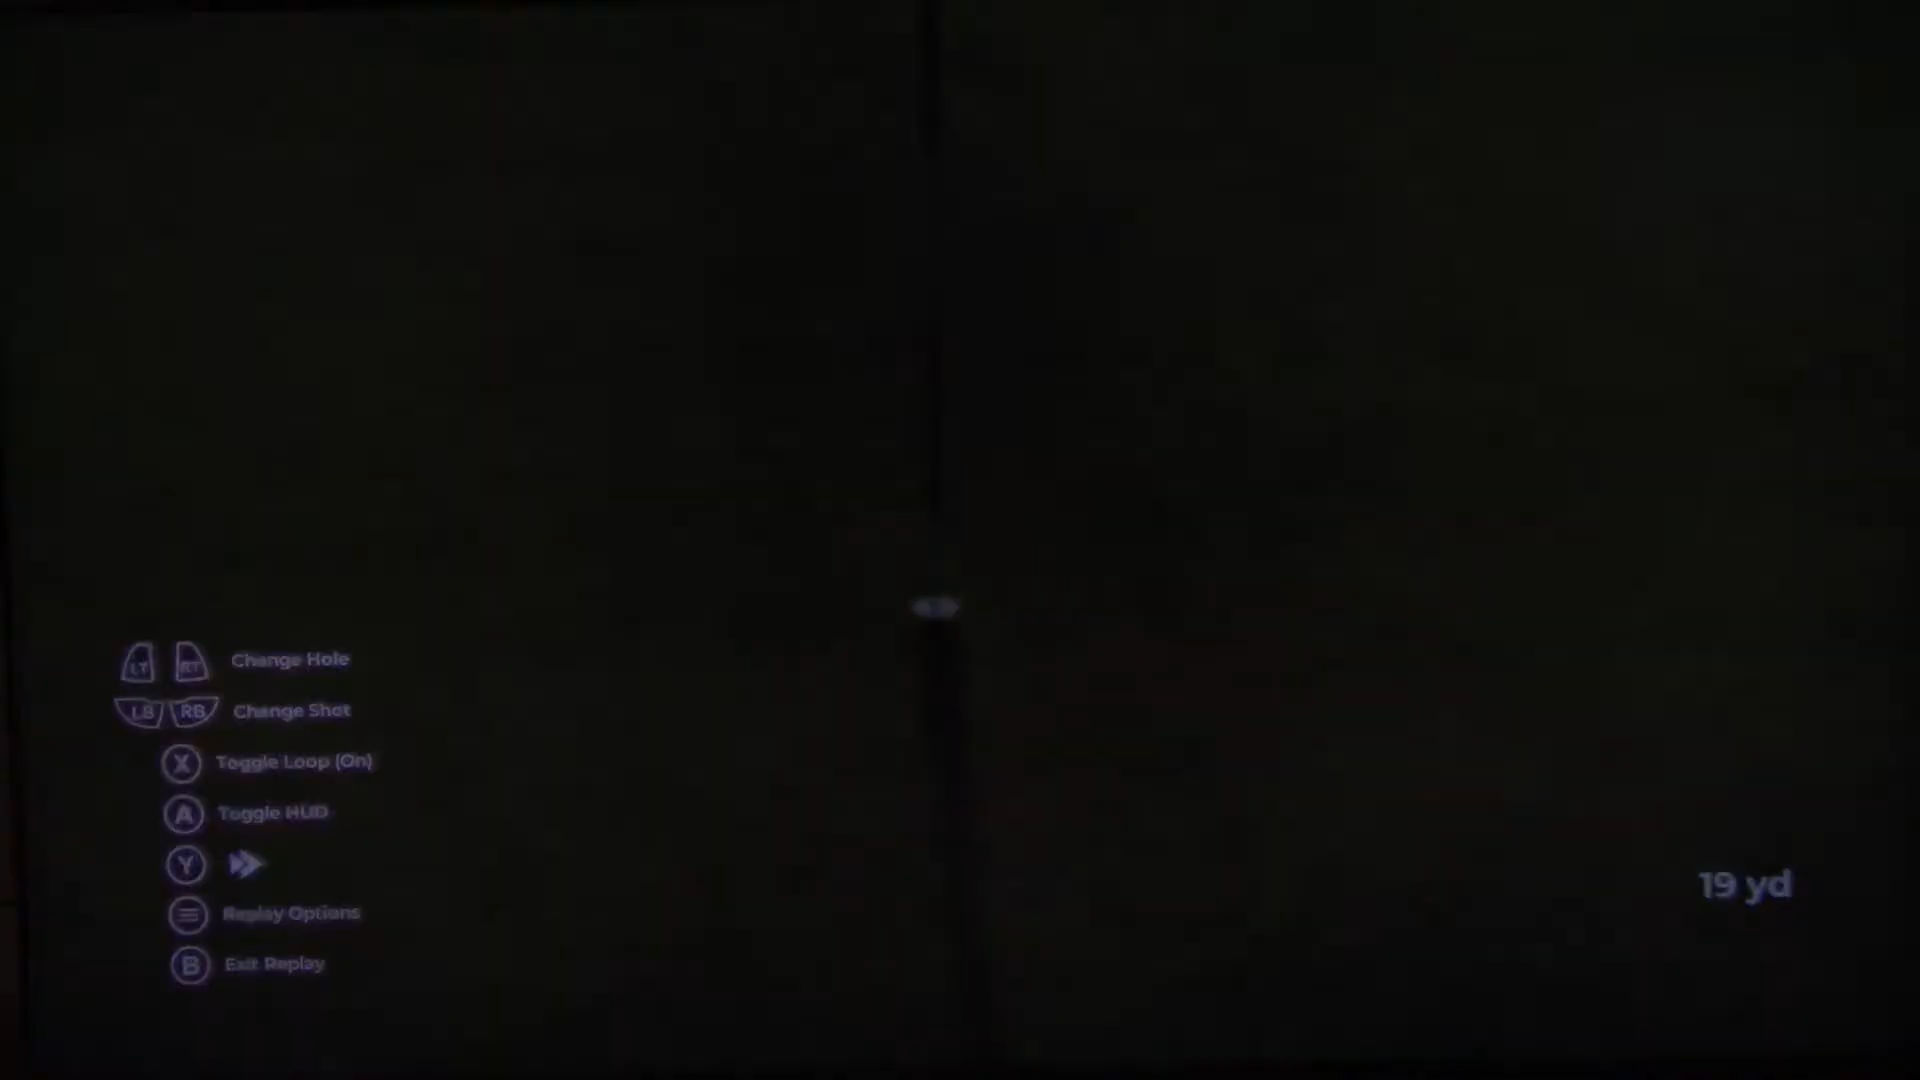 LT RT Change Hole
LB RB Change Shot
X Toggle Loop (On)
A Toggle HUD
Y
Replay Options
B Exit Replay
19 yd